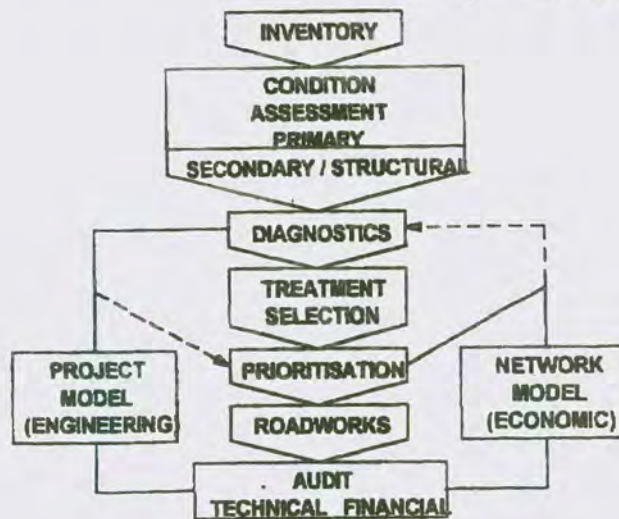 INVENTORY
CONDITION
ASSESSMENT
PRIMARY
SECONDARY / STRUCTURAL
DIAGNOSTICS
TREATMENT
SELECTION
PRIORITISATION
PROJECT
MODEL
(ENGINEERING)
NETWORK
MODEL
(ECONOMIC)
ROADWORKS
AUDIT
TECHNICAL FINANCIAL